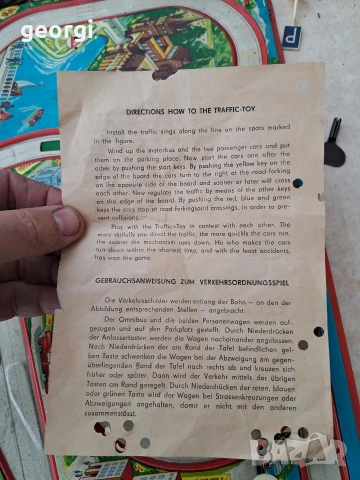 georgi
DIRECTIONS HOW TO THE TRAFFIC-TOY
Install the traffic sings along the line on the spots marked
in the figure.
Wind up the motorbus and the two passenger cars and put
them on the parking place. Now start the cars one after the
other by pushing the start keys. By pushing the yellow key on the
edge of the board the cars turn to the right at the road-forking
on the opposite side of the board and sooner or later will cross
each other. Now regulate the traffic by means of the other keys
on the edge of the board. By pushing the red, blue and green
keys the cars stop at road-forkingsand crossings, in order to pre-
sent collisions.
Play with the Traffic-Toy in contest with each other. The
more skilfully you direct the traffic the more quickly the cars run,
the sooner the mechanism runs down. He who makes the cars
run down within the shortest time, and with the least accidents,
has won the game.
GEBRAUCHSANWEISUNG ZUM VERKEHRSORDNUNGSSPIEL
Die Verkehrsschilder werden entlang der Bahn — an den der
Abbildung entsprechenden Stellen — angebracht.
Der Omnibus und die beiden Personenwagen werden auf-
gezogen und auf den Parkplatz gestellt. Durch Niederdrücken
der Anlassertasten werden die Wagen nacheinander angelassen.
Nach Niederdrücken der am Rand der Tafel befindlichen gel-
ben Taste schwenken die Wagen bei der Abzweigung am gegen-
überliegenden Rand der Tafel nach rechts ab und kreuzen sich
früher oder später. Dann wird der Verkehr mittels der übrigen
Tasten am Rand geregelt. Durch Niederdrücken der roten, blauen
oder grünen Taste wird der Wagen bei Strassenkreuzungen oder
Abzweigungen angehalten, damit er nicht mit den anderen
zusammenstösst.
BAZAR
P